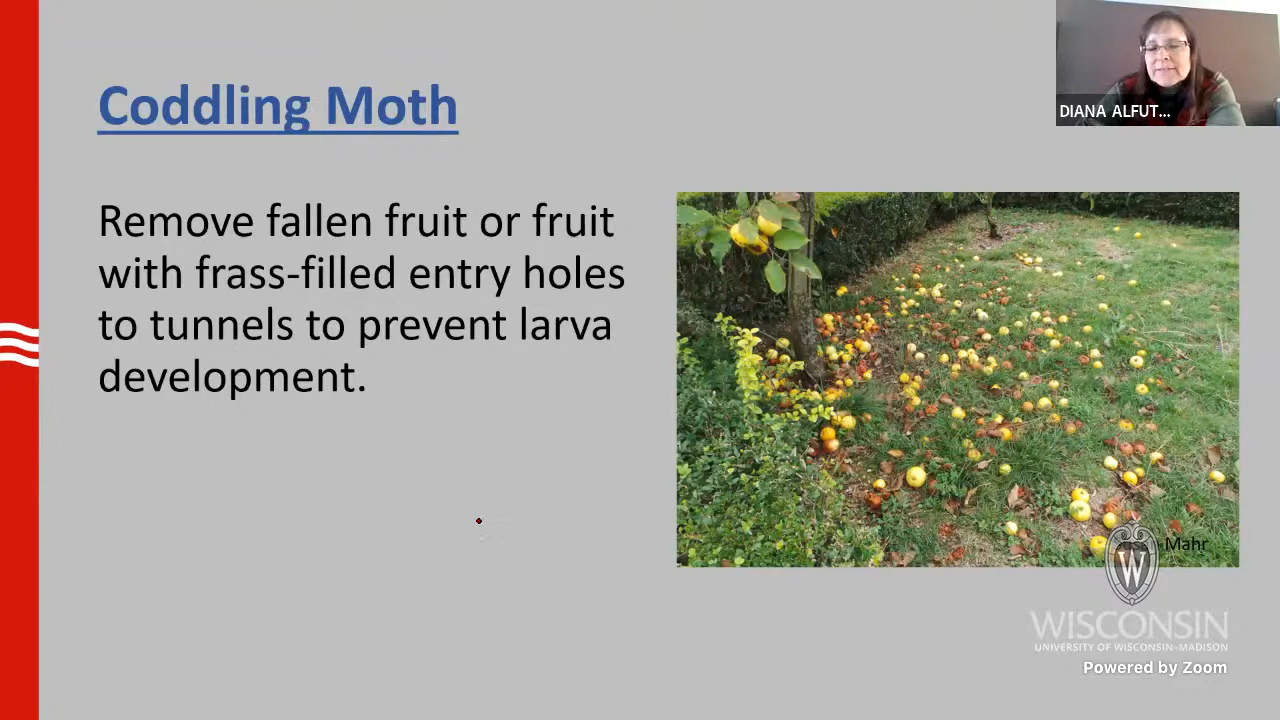 Coddling Moth
DIANA ALFUT...
Remove fallen fruit or fruit
with frass-filled entry holes
to tunnels to prevent larva
development.
Mahr
W
WISCONSIN
UNIVERSITY OF WISCONSIN–MADISON
Powered by Zoom